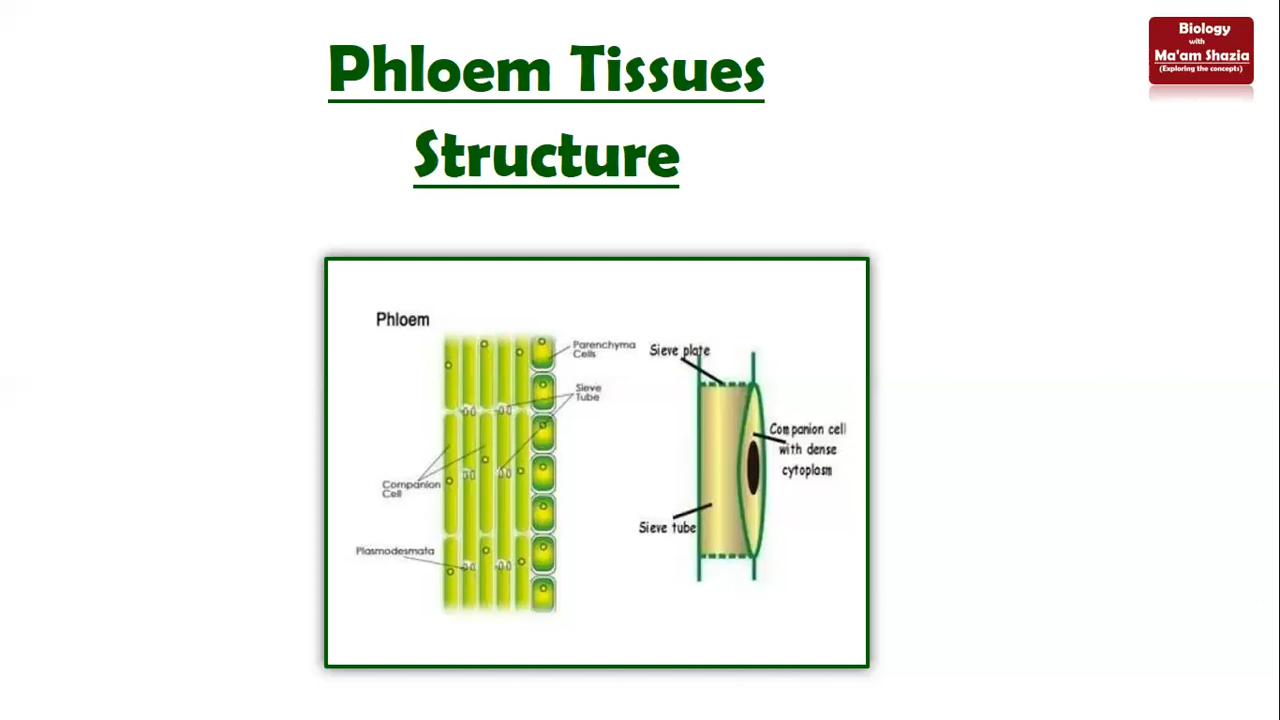 Phloem Tissues
Structure
Biology
with
Ma'am Shazia
(Exploring the concepts)
Phloem
Parenchyma
Cells
Sieve
Tube
Companion
Cell
Plasmodesmata
Sieve plate
Companion cell
with dense
cytoplasm
Sieve tube